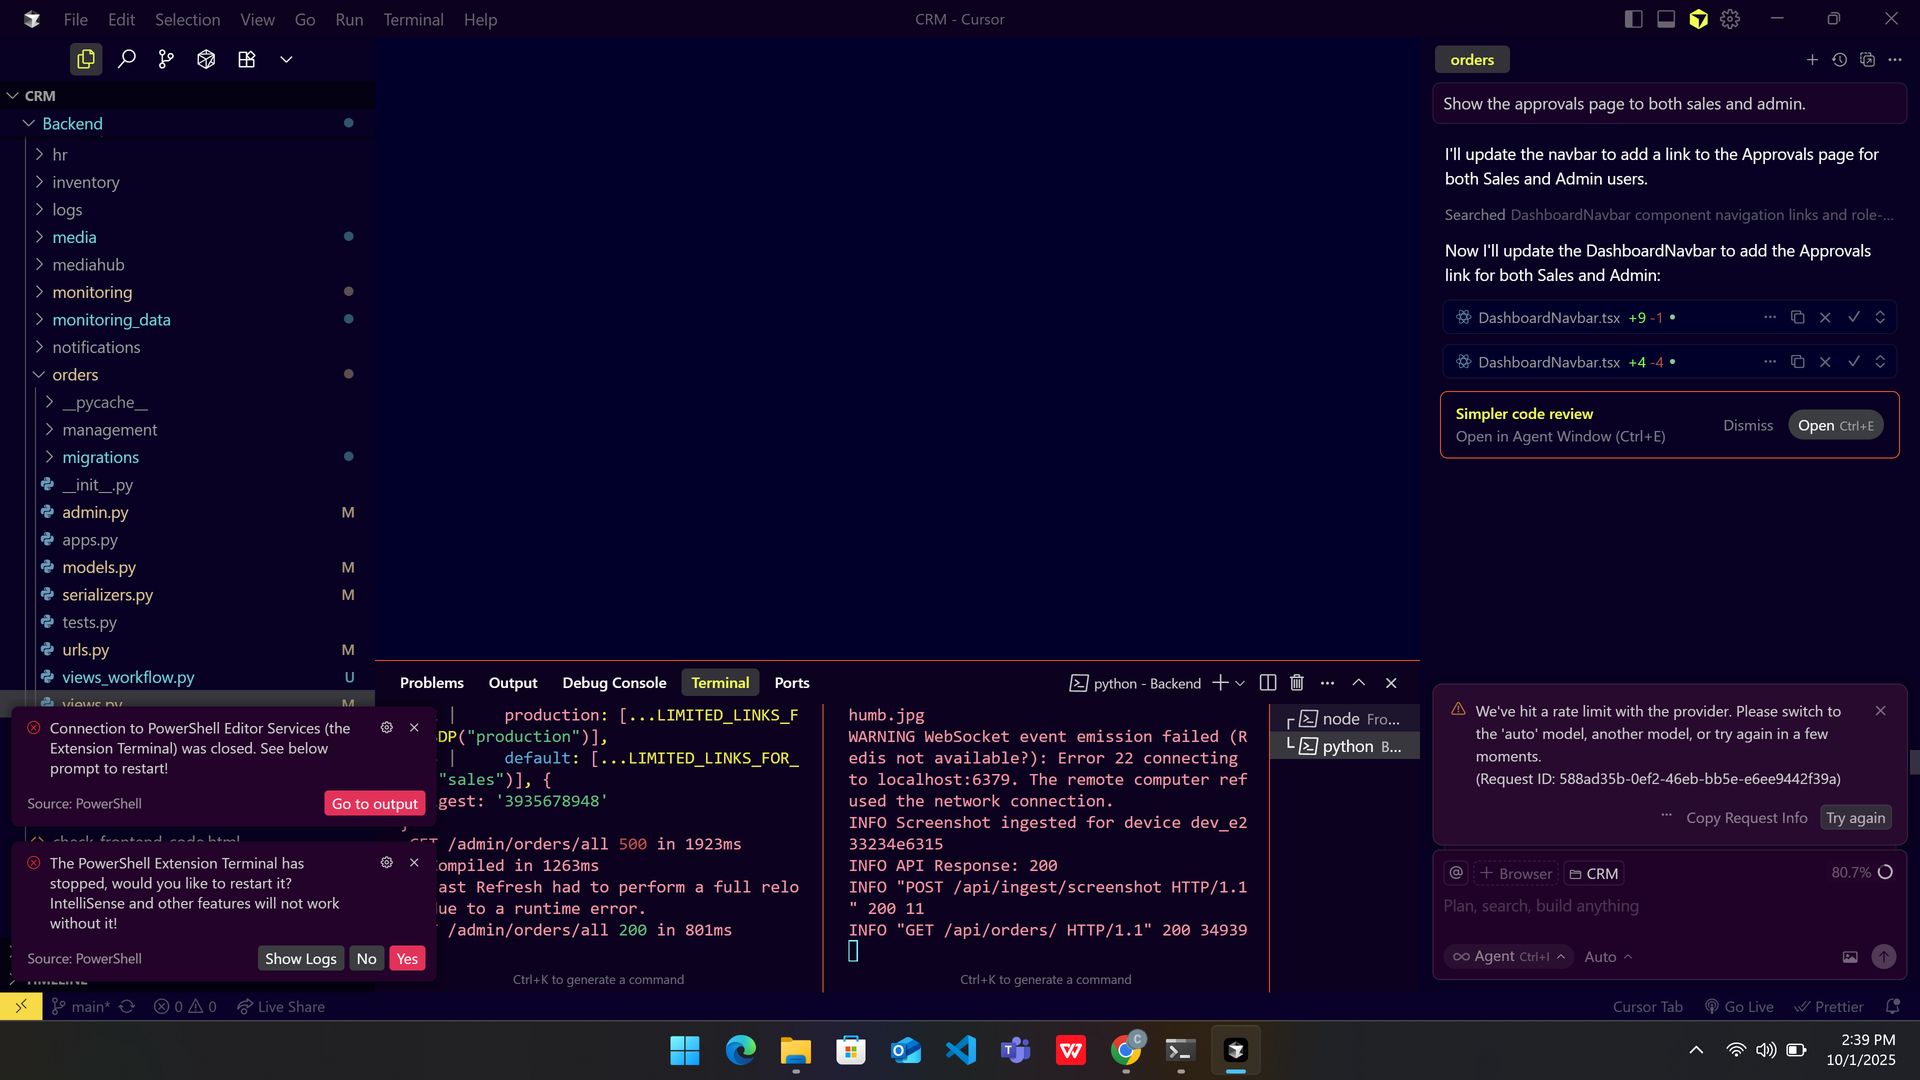 File Edit Selection View Go Run Terminal Help
CRM - Cursor
CRM
Backend
hr
inventory
logs
media
mediahub
monitoring
monitoring_data
notifications
orders
__pycache__
management
migrations
__init__.py
admin.py M
apps.py
models.py M
serializers.py M
tests.py
urls.py M
views_workflow.py U
views.py M
Connection to PowerShell Editor Services (the
Extension Terminal) was closed. See below
prompt to restart!
Source: PowerShell
Go to output
check_frontend_code.html
The PowerShell Extension Terminal has
stopped, would you like to restart it?
IntelliSense and other features will not work
without it!
Source: PowerShell
Show Logs No Yes
TIMELINE
Problems Output Debug Console Terminal Ports
python - Backend
| production: [...LIMITED_LINKS_F
DP("production")],
| default: [...LIMITED_LINKS_FOR_
"sales")], {
gest: '3935678948'
}
GET /admin/orders/all 500 in 1923ms
ompiled in 1263ms
ast Refresh had to perform a full relo
ue to a runtime error.
/admin/orders/all 200 in 801ms
Ctrl+K to generate a command
humb.jpg
WARNING WebSocket event emission failed (R
edis not available?): Error 22 connecting
to localhost:6379. The remote computer ref
used the network connection.
INFO Screenshot ingested for device dev_e2
33234e6315
INFO API Response: 200
INFO "POST /api/ingest/screenshot HTTP/1.1
" 200 11
INFO "GET /api/orders/ HTTP/1.1" 200 34939
Ctrl+K to generate a command
node Fro...
python B...
orders
Show the approvals page to both sales and admin.
I'll update the navbar to add a link to the Approvals page for
both Sales and Admin users.
Searched DashboardNavbar component navigation links and role-...
Now I'll update the DashboardNavbar to add the Approvals
link for both Sales and Admin:
DashboardNavbar.tsx +9 -1
DashboardNavbar.tsx +4 -4
Simpler code review
Open in Agent Window (Ctrl+E)
Dismiss
Open Ctrl+E
We've hit a rate limit with the provider. Please switch to
the 'auto' model, another model, or try again in a few
moments.
(Request ID: 588ad35b-0ef2-46eb-bb5e-e6ee9442f39a)
Copy Request Info Try again
@ + Browser CRM 80.7%
Plan, search, build anything
Agent Ctrl+I Auto
main* 0 0 Live Share
Cursor Tab Go Live Prettier
2:39 PM
10/1/2025